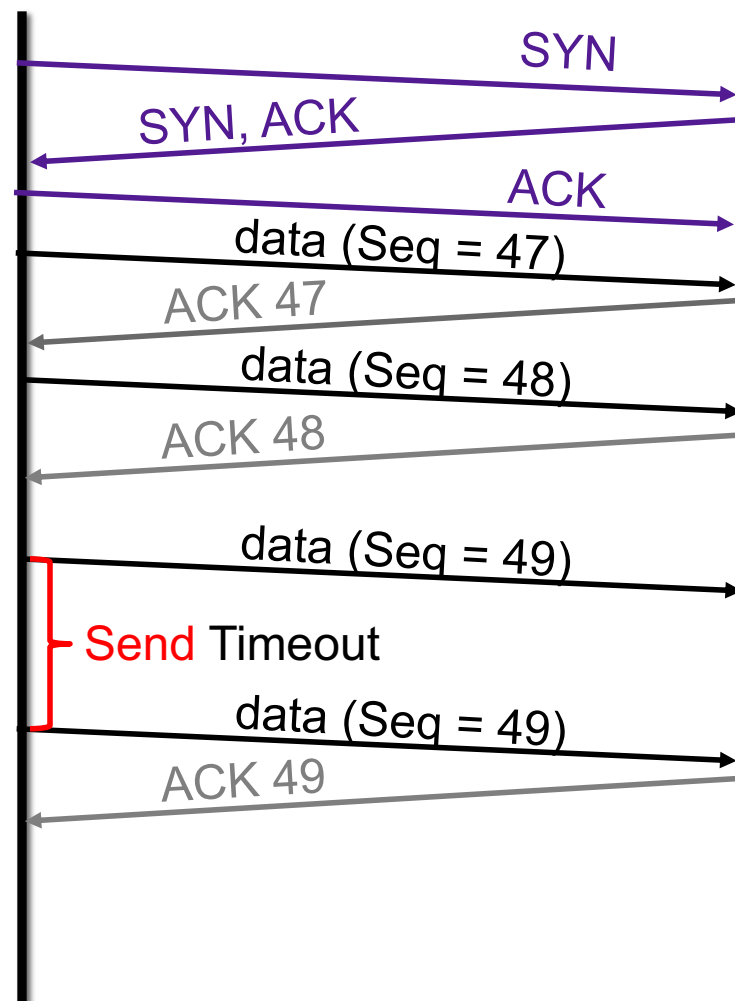 SYN
SYN, ACK
ACK
data (Seq = 47)
ACK 47
data (Seq = 48)
ACK 48
data (Seq = 49)
Send Timeout
data (Seq = 49)
ACK 49